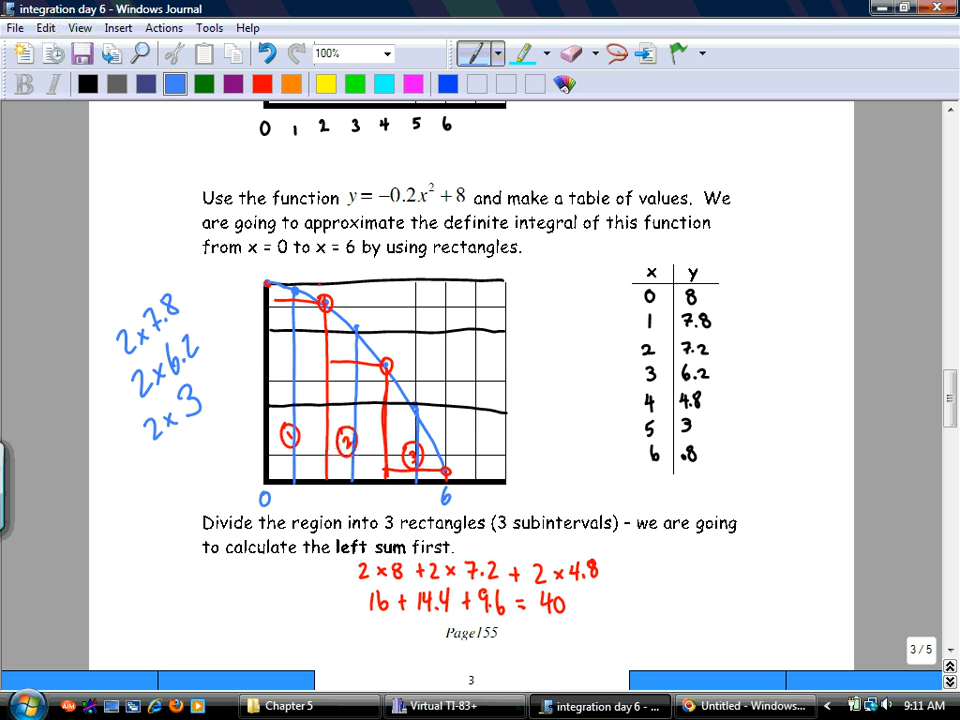 integration day 6 - Windows Journal
File Edit View Insert Actions Tools Help
100%
B I
0 1 2 3 4 5 6
Use the function y = -0.2x² + 8 and make a table of values. We
are going to approximate the definite integral of this function
from x = 0 to x = 6 by using rectangles.
2 x 7.8
2 x 6.2
2 x 3
1 2 3
0 6
x y
0 8
1 7.8
2 7.2
3 6.2
4 4.8
5 3
6 .8
Divide the region into 3 rectangles (3 subintervals) - we are going
to calculate the left sum first.
2 x 8 + 2 x 7.2 + 2 x 4.8
16 + 14.4 + 9.6 = 40
Page155
3 / 5
3
Chapter 5 Virtual TI-83+ integration day 6 - ... Untitled - Windows... 9:11 AM